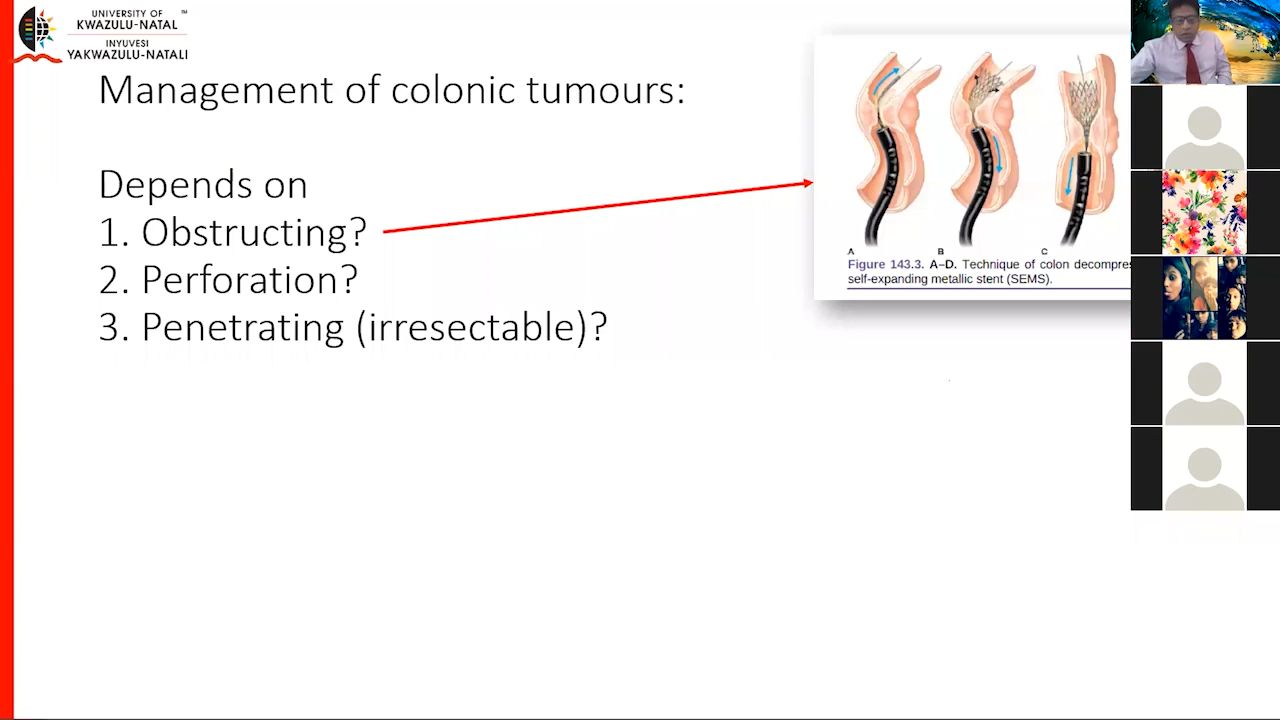 UNIVERSITY OF ™
KWAZULU-NATAL
INYUVESI
YAKWAZULU-NATALI
Management of colonic tumours:
Depends on
1. Obstructing?
2. Perforation?
3. Penetrating (irresectable)?
A B C
Figure 143.3. A–D. Technique of colon decompres
self-expanding metallic stent (SEMS).